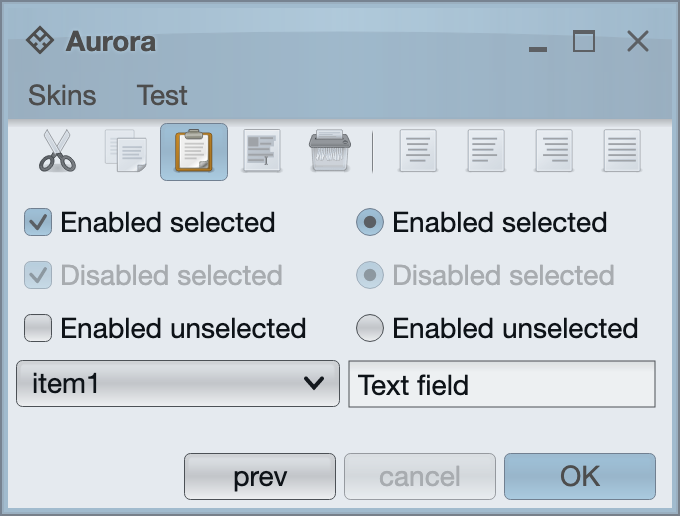 Aurora
Skins Test
Enabled selected Enabled selected
Disabled selected Disabled selected
Enabled unselected Enabled unselected
item1 Text field
prev cancel OK